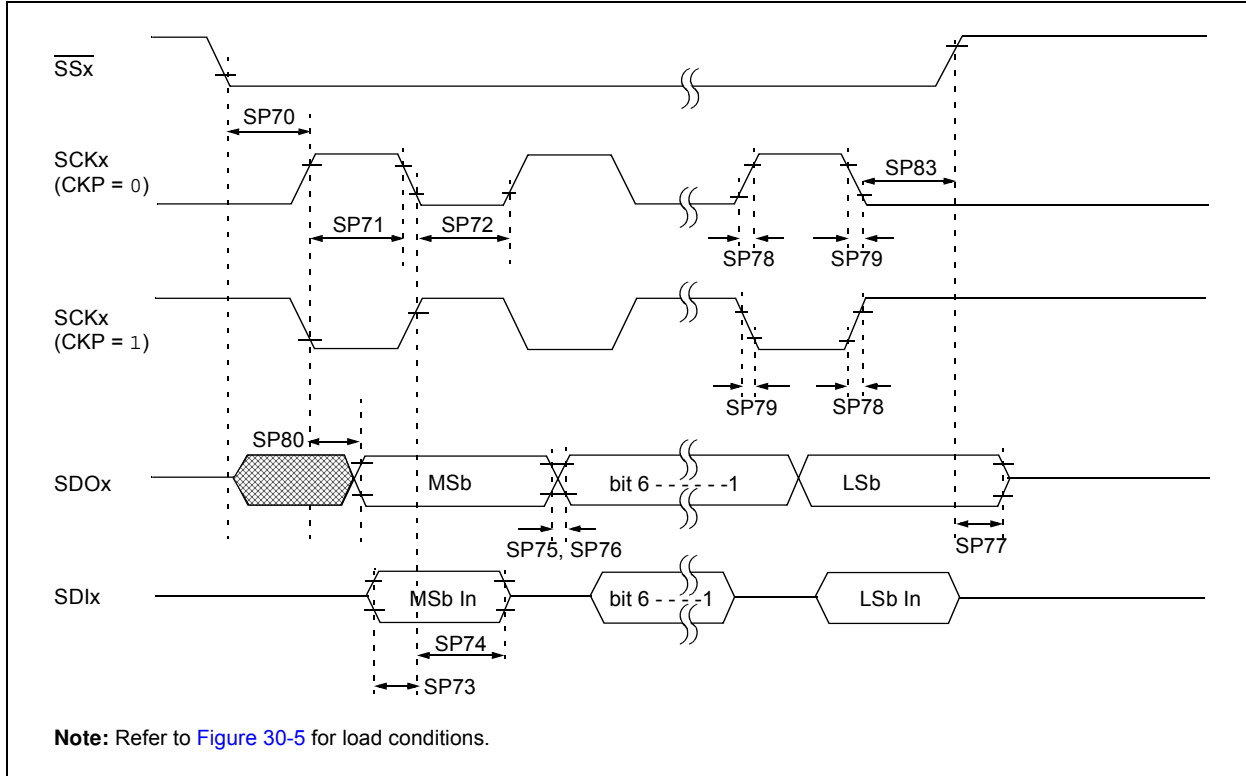 SSx
SP70
SCKx
(CKP = 0)
SP83
SP71
SP72
SP78
SP79
SCKx
(CKP = 1)
SP79
SP78
SP80
SDOx
MSb
bit 6 - - - - - - -1
LSb
SP75, SP76
SP77
SDIx
MSb In
bit 6 - - - - -1
LSb In
SP74
SP73
Note: Refer to Figure 30-5 for load conditions.